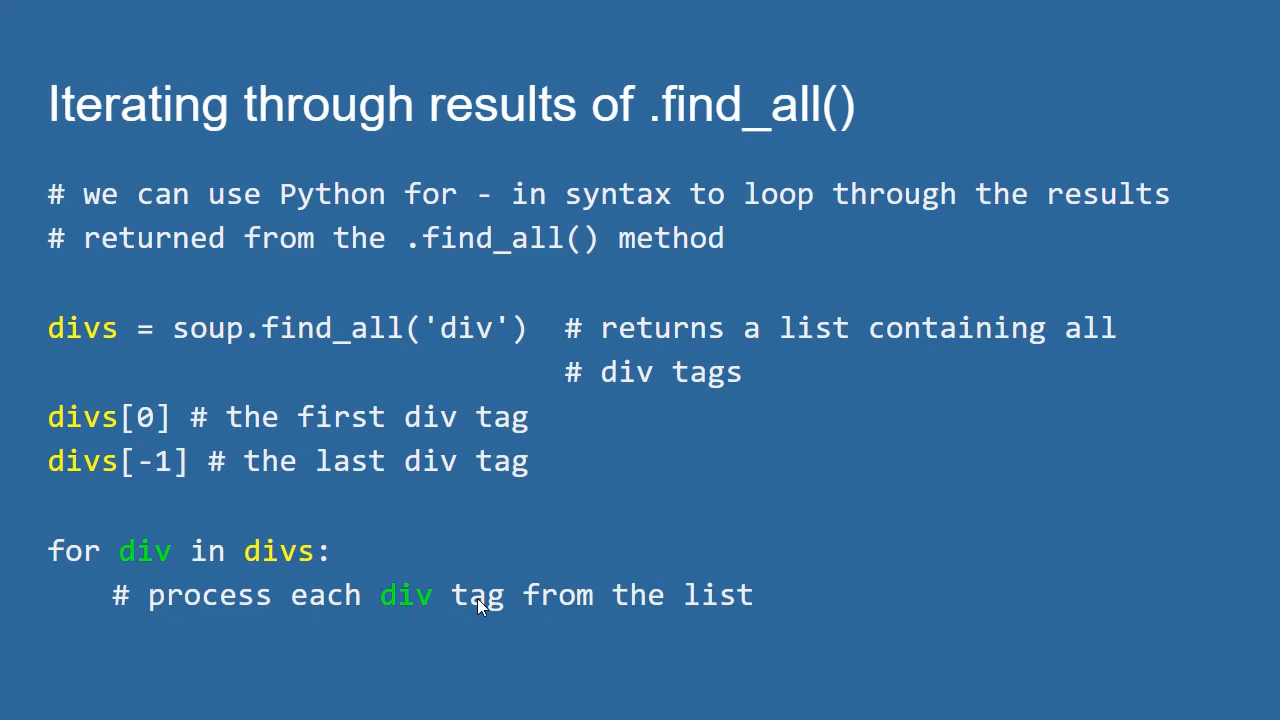 Iterating through results of .find_all()
# we can use Python for - in syntax to loop through the results
# returned from the .find_all() method
divs = soup.find_all('div')  # returns a list containing all
# div tags
divs[0] # the first div tag
divs[-1] # the last div tag
for div in divs:
# process each div tag from the list